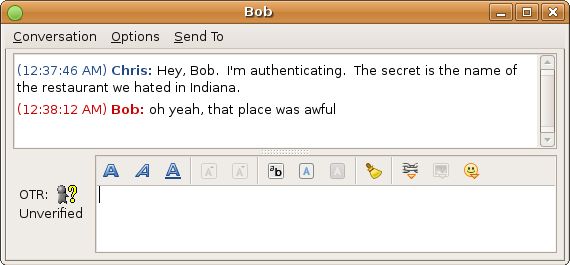 Bob
Conversation Options Send To
(12:37:46 AM) Chris: Hey, Bob.  I'm authenticating.  The secret is the name of
the restaurant we hated in Indiana.
(12:38:12 AM) Bob: oh yeah, that place was awful
A A A A A ab A A
OTR:
Unverified